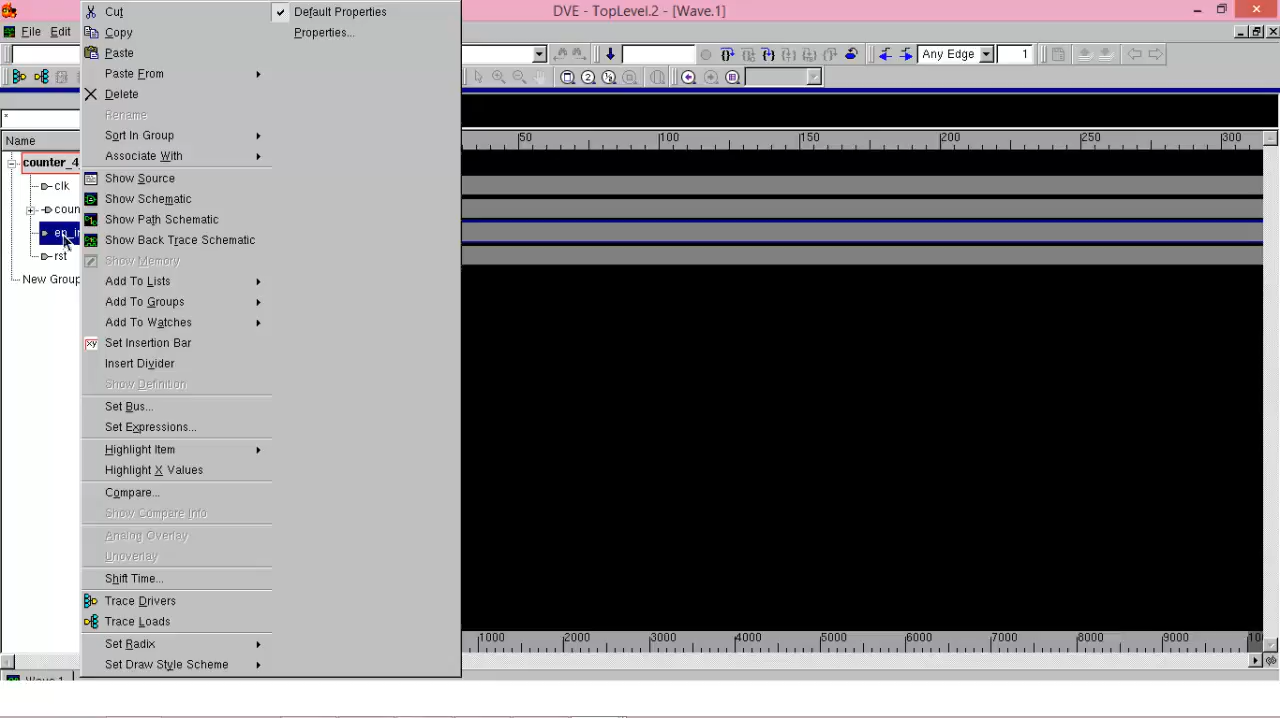 DVE - TopLevel.2 - [Wave.1]
File Edit
Any Edge 1
*
Name
counter_4
clk
coun
en_in
rst
New Group
Cut
Copy
Paste
Paste From
Delete
Rename
Sort In Group
Associate With
Show Source
Show Schematic
Show Path Schematic
Show Back Trace Schematic
Show Memory
Add To Lists
Add To Groups
Add To Watches
Set Insertion Bar
Insert Divider
Show Definition
Set Bus...
Set Expressions...
Highlight Item
Highlight X Values
Compare...
Show Compare Info
Analog Overlay
Unoverlay
Shift Time...
Trace Drivers
Trace Loads
Set Radix
Set Draw Style Scheme
Default Properties
Properties...
50 100 150 200 250 300
1000 2000 3000 4000 5000 6000 7000 8000 9000 10
Wave.1